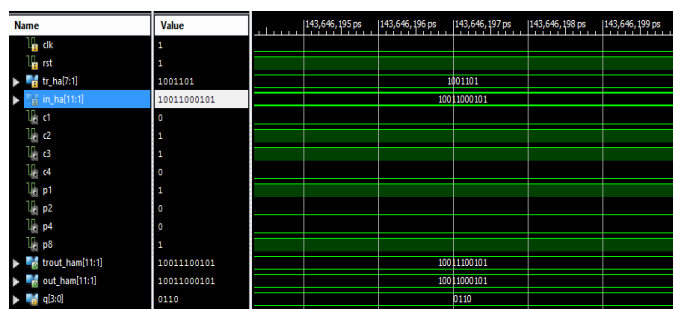 Name Value 143,646,195 ps 143,646,196 ps 143,646,197 ps 143,646,198 ps 143,646,199 ps
clk 1
rst 1
tr_ha[7:1] 1001101 1001101
in_ha[11:1] 10011000101 10011000101
c1 0
c2 1
c3 1
c4 0
p1 1
p2 0
p4 0
p8 1
trout_ham[11:1] 10011100101 10011100101
out_ham[11:1] 10011000101 10011000101
q[3:0] 0110 0110